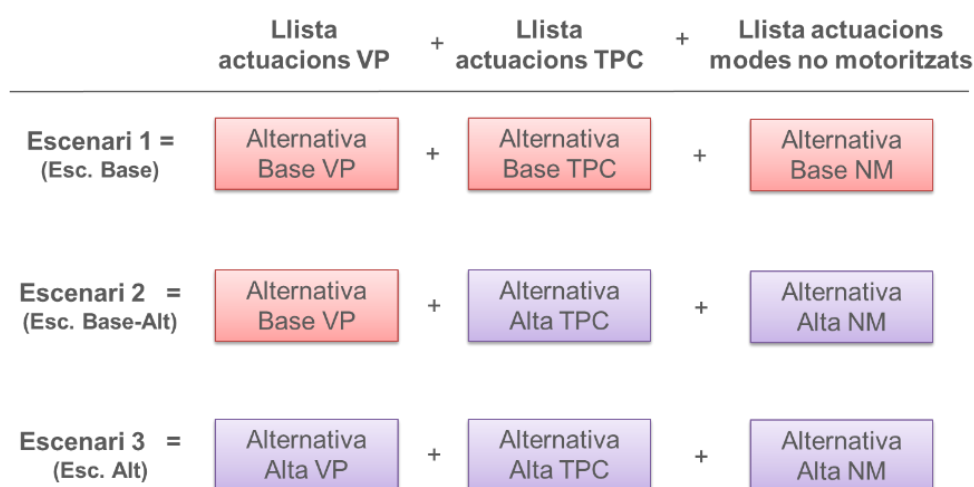 Llista + Llista + Llista actuacions
actuacions VP actuacions TPC modes no motoritzats
Escenari 1 = Alternativa + Alternativa + Alternativa
(Esc. Base) Base VP Base TPC Base NM
Escenari 2 = Alternativa + Alternativa + Alternativa
(Esc. Base-Alt) Base VP Alta TPC Alta NM
Escenari 3 = Alternativa + Alternativa + Alternativa
(Esc. Alt) Alta VP Alta TPC Alta NM